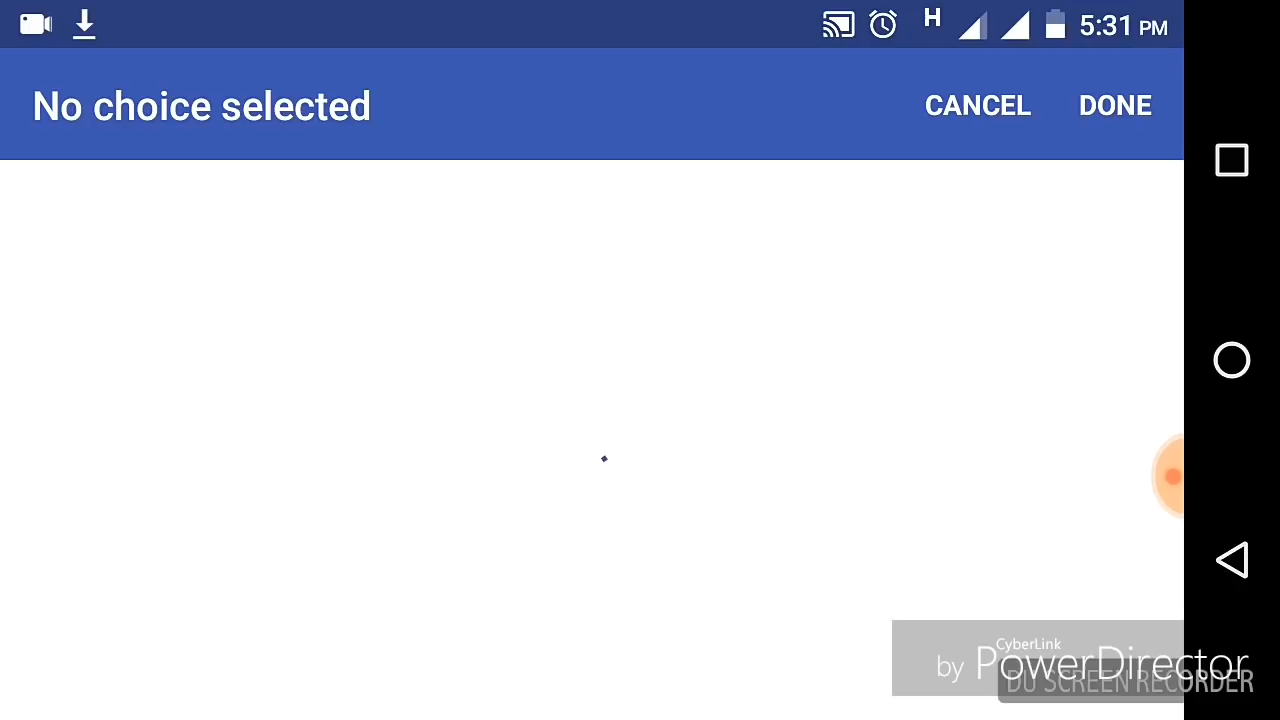 H 5:31 PM
No choice selected CANCEL DONE
CyberLink
by PowerDirector
DU SCREEN RECORDER